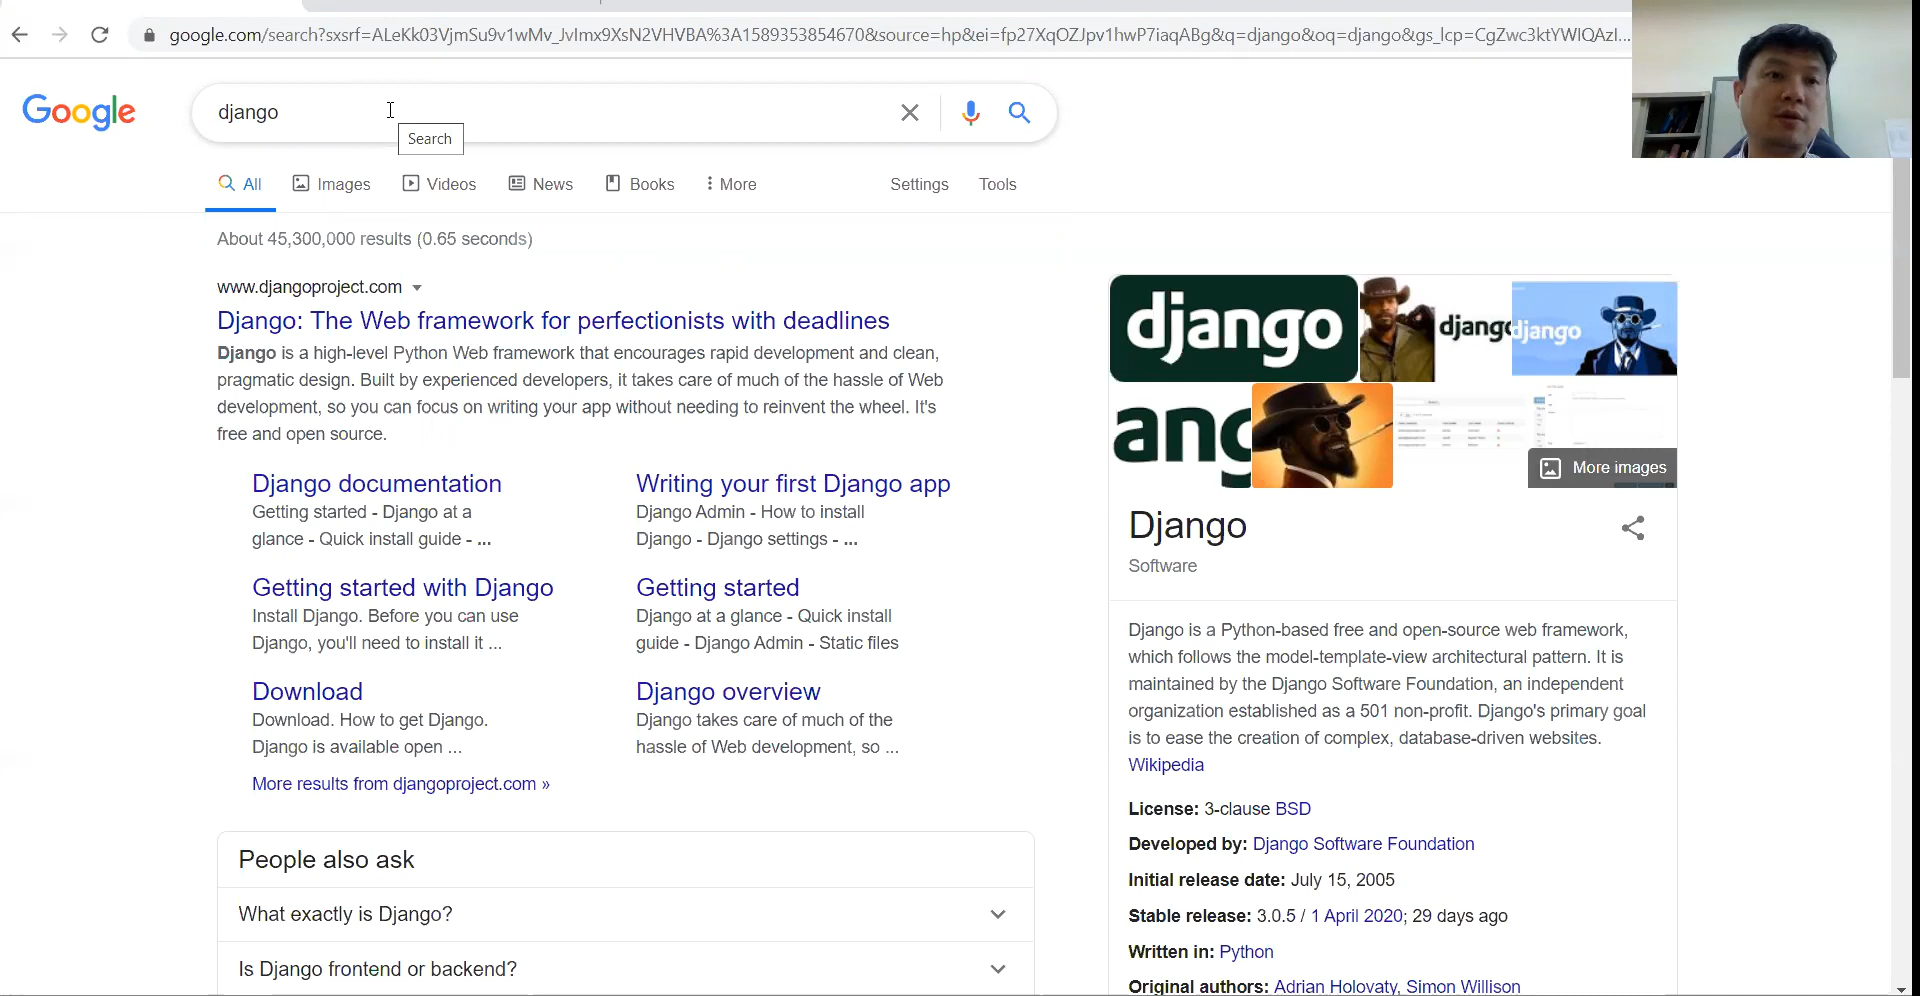 google.com/search?sxsrf=ALeKk03VjmSu9v1wMv_JvImx9XsN2VHVBA%3A1589353854670&source=hp&ei=fp27XqOZJpv1hwP7iaqABg&q=django&oq=django&gs_lcp=CgZwc3ktYWIQAzI...
Google
django
Search
All
Images
Videos
News
Books
More
Settings
Tools
About 45,300,000 results (0.65 seconds)
www.djangoproject.com
Django: The Web framework for perfectionists with deadlines
Django is a high-level Python Web framework that encourages rapid development and clean,
pragmatic design. Built by experienced developers, it takes care of much of the hassle of Web
development, so you can focus on writing your app without needing to reinvent the wheel. It's
free and open source.
Django documentation
Getting started - Django at a
glance - Quick install guide - ...
Writing your first Django app
Django Admin - How to install
Django - Django settings - ...
Getting started with Django
Install Django. Before you can use
Django, you'll need to install it ...
Getting started
Django at a glance - Quick install
guide - Django Admin - Static files
Download
Download. How to get Django.
Django is available open ...
Django overview
Django takes care of much of the
hassle of Web development, so ...
More results from djangoproject.com »
People also ask
What exactly is Django?
Is Django frontend or backend?
django
django
django
ang
More images
Django
Software
Django is a Python-based free and open-source web framework,
which follows the model-template-view architectural pattern. It is
maintained by the Django Software Foundation, an independent
organization established as a 501 non-profit. Django's primary goal
is to ease the creation of complex, database-driven websites.
Wikipedia
License: 3-clause BSD
Developed by: Django Software Foundation
Initial release date: July 15, 2005
Stable release: 3.0.5 / 1 April 2020; 29 days ago
Written in: Python
Original authors: Adrian Holovaty, Simon Willison